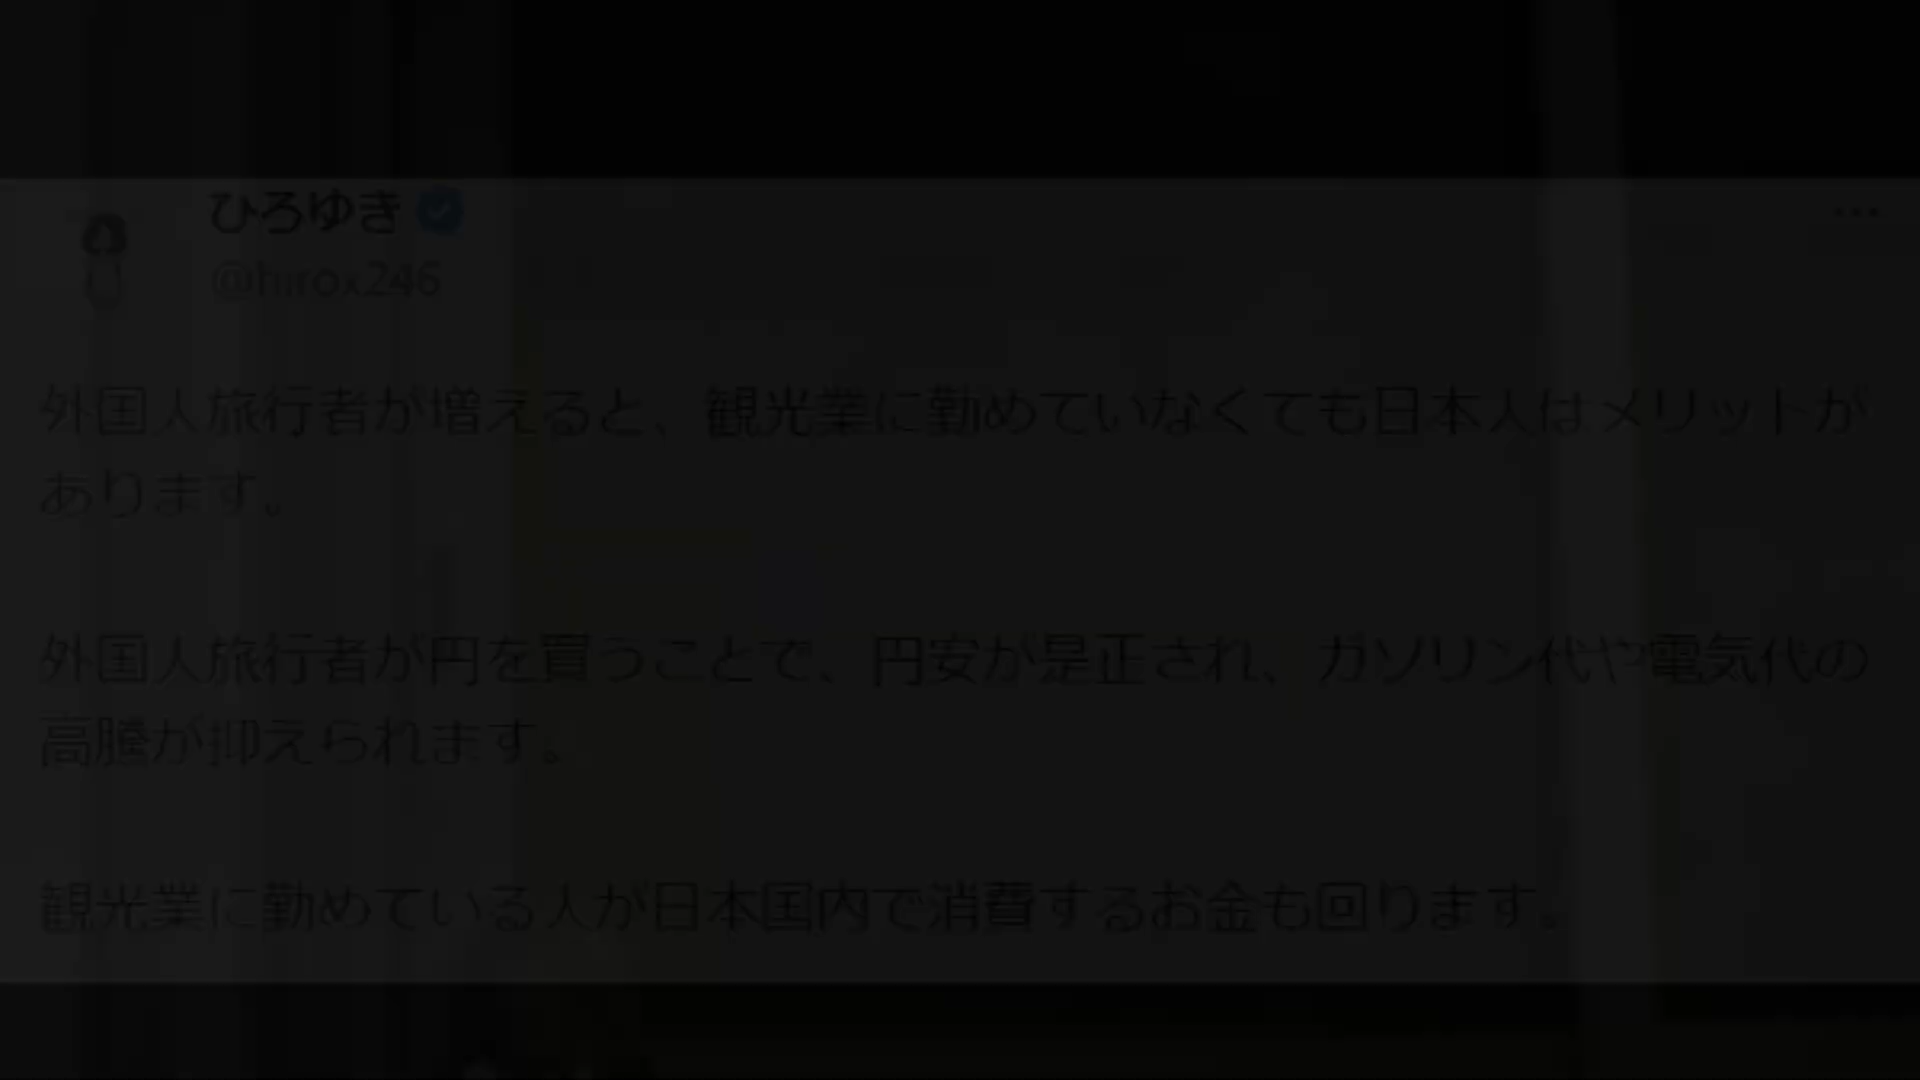 ひろゆき
@hirox246
外国人旅行者が増えると、観光業に勤めていなくても日本人はメリットが
あります。
外国人旅行者が円を買うことで、円安が是正され、ガソリン代や電気代の
高騰が抑えられます。
観光業に勤めている人が日本国内で消費するお金も回ります。